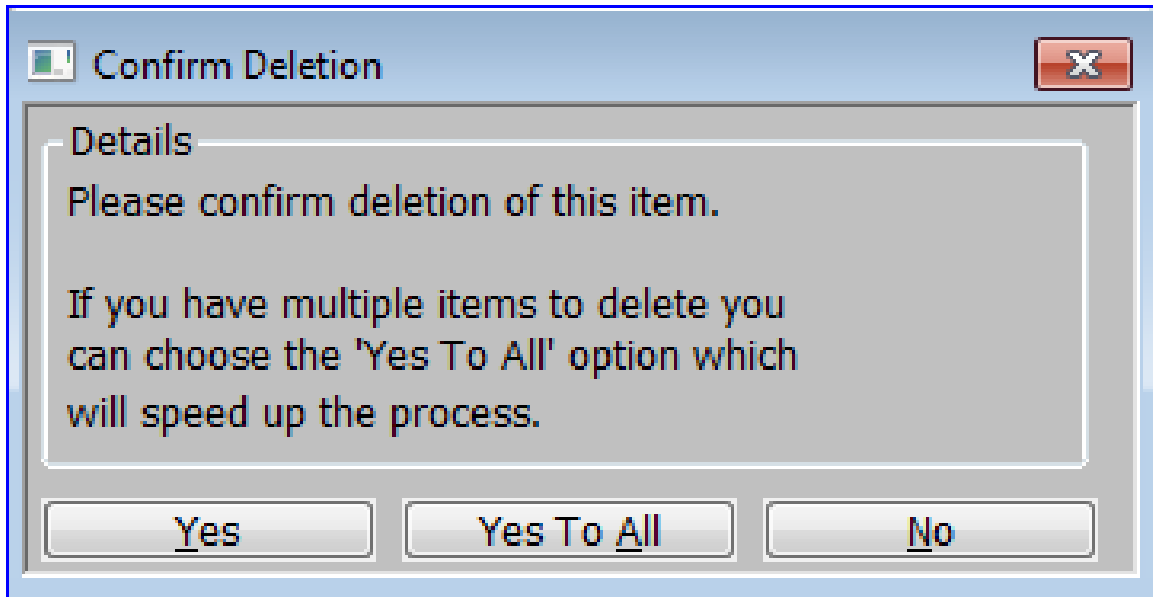 Confirm Deletion
Details
Please confirm deletion of this item.
If you have multiple items to delete you
can choose the 'Yes To All' option which
will speed up the process.
Yes
Yes To All
No